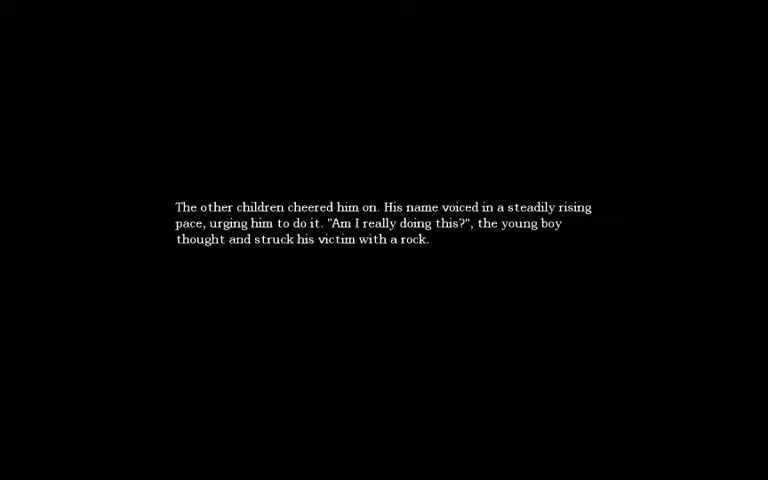 The other children cheered him on. His name voiced in a steadily rising
pace, urging him to do it. "Am I really doing this?", the young boy
thought and struck his victim with a rock.